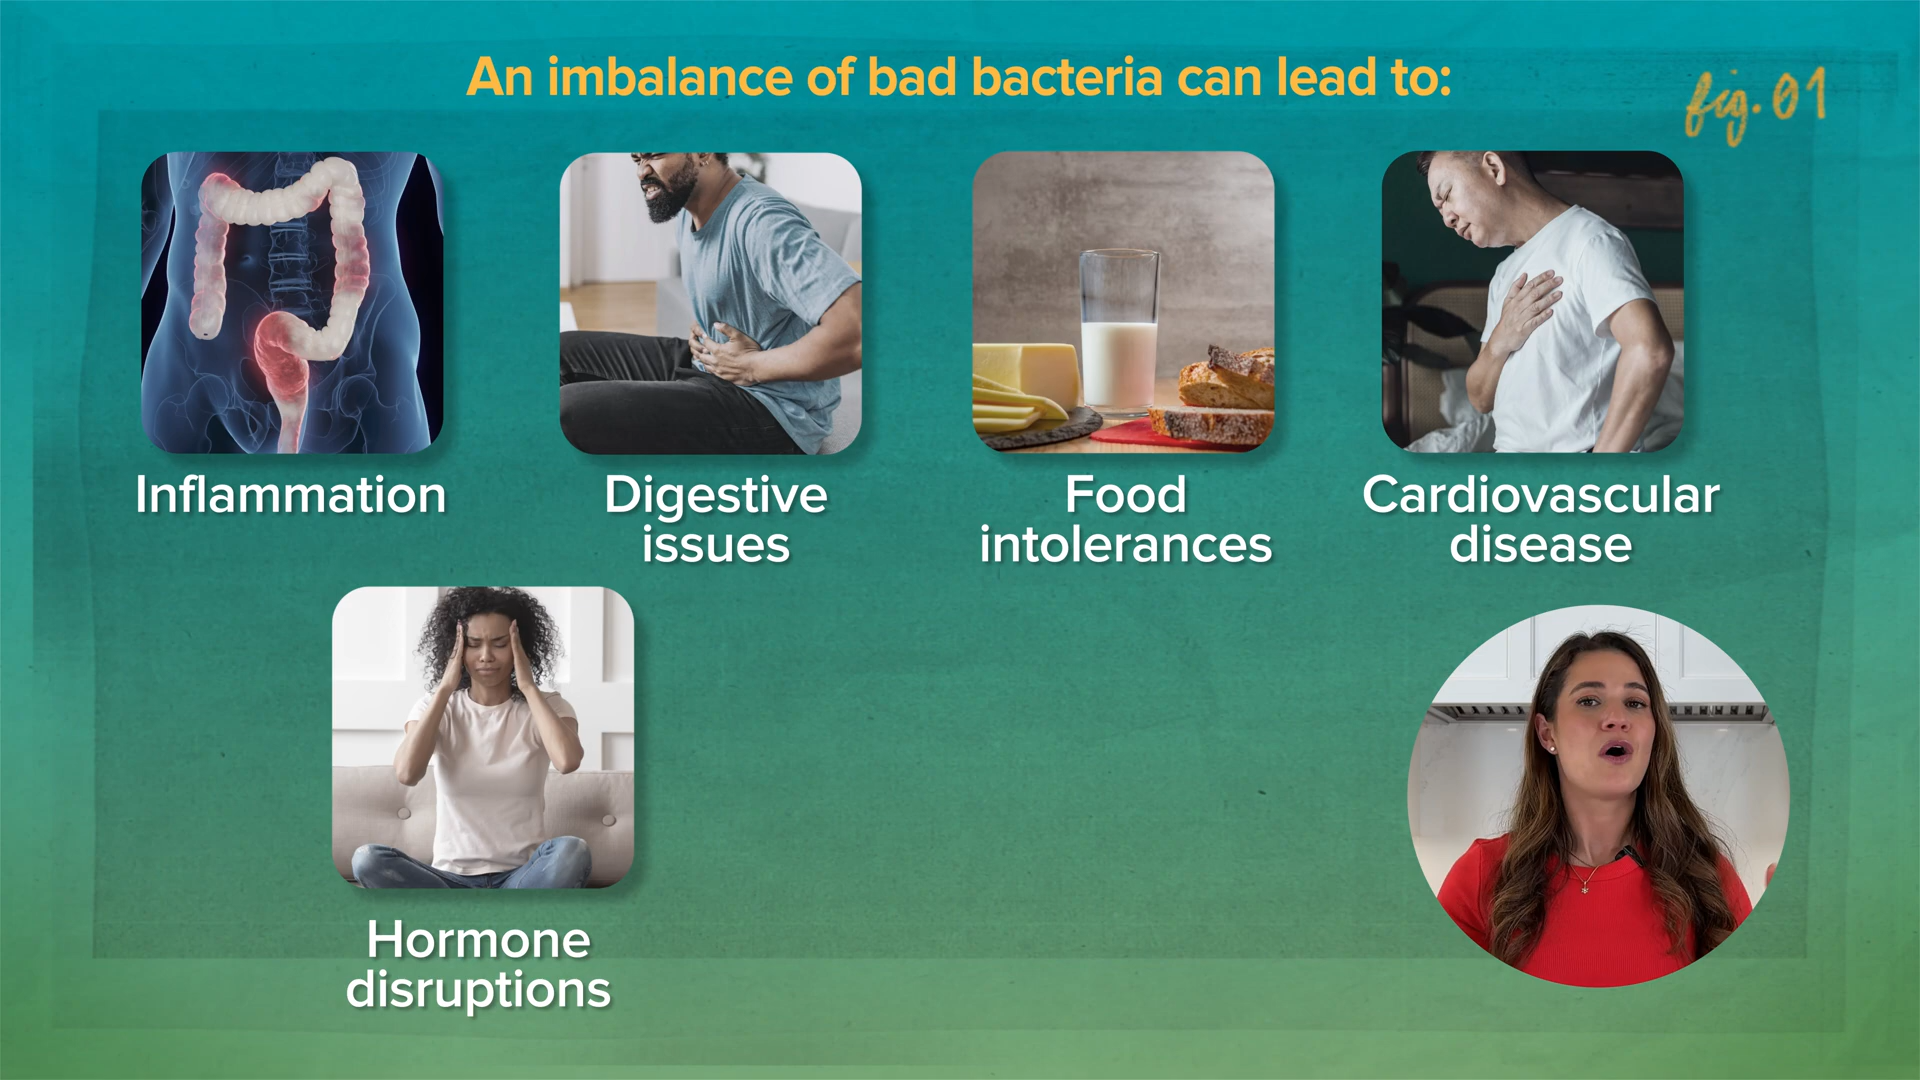 An imbalance of bad bacteria can lead to:
fig. 01
Inflammation
Digestive
issues
Food
intolerances
Cardiovascular
disease
Hormone
disruptions